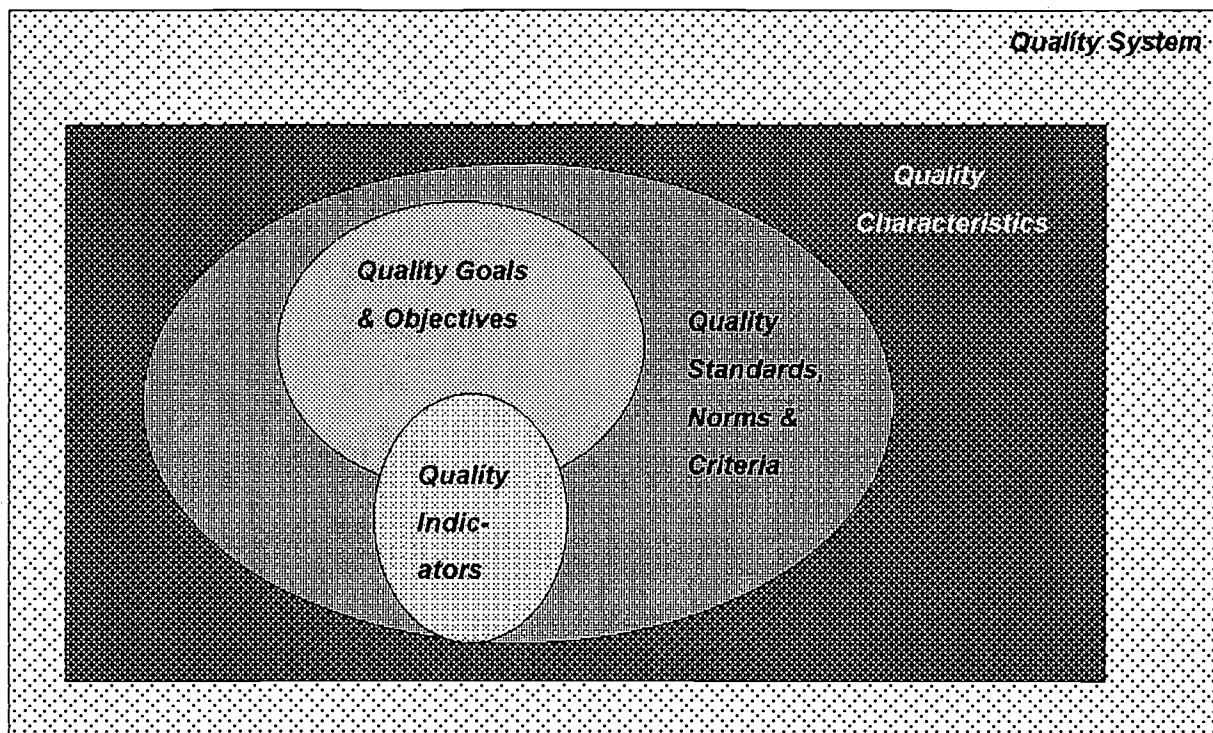 Quality System
Quality
Characteristics
Quality Goals
& Objectives
Quality
Standards,
Norms &
Criteria
Quality
Indic-
ators